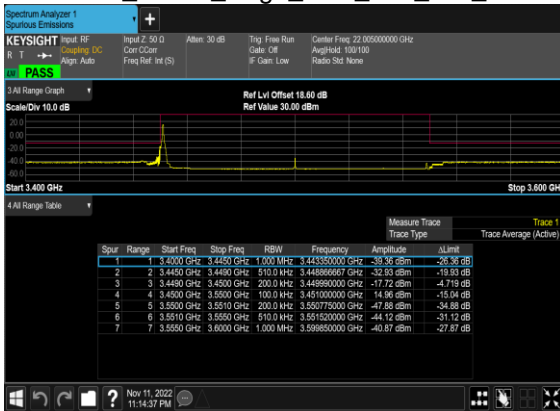 Spectrum Analyzer 1
Spurious Emissions
KEYSIGHT Input: RF Input Z: 50 Ω Atten: 30 dB Trig: Free Run Center Freq: 22.005000000 GHz
R T Coupling: DC Corr CCorr Gate: Off Avg|Hold: 100/100
Align: Auto Freq Ref: Int (S) IF Gain: Low Radio Std: None
PASS
3 All Range Graph
Ref Lvl Offset 18.60 dB
Scale/Div 10.0 dB Ref Value 30.00 dBm
20.0
0.00
-20.0
-40.0
-60.0
Start 3.400 GHz Stop 3.600 GH
4 All Range Table
Measure Trace Trace 1
Trace Type Trace Average (Active)
Spur Range Start Freq Stop Freq RBW Frequency Amplitude ΔLimit
1 1 3.4000 GHz 3.4450 GHz 1.000 MHz 3.443350000 GHz -39.36 dBm -26.36 dB
2 2 3.4450 GHz 3.4490 GHz 510.0 kHz 3.448866667 GHz -32.93 dBm -19.93 dB
3 3 3.4490 GHz 3.4500 GHz 200.0 kHz 3.449990000 GHz -17.72 dBm -4.719 dB
4 4 3.4500 GHz 3.5500 GHz 100.0 kHz 3.451000000 GHz 14.96 dBm -15.04 dB
5 5 3.5500 GHz 3.5510 GHz 200.0 kHz 3.550775000 GHz -47.88 dBm -34.88 dB
6 6 3.5510 GHz 3.5550 GHz 510.0 kHz 3.551520000 GHz -44.12 dBm -31.12 dB
7 7 3.5550 GHz 3.6000 GHz 1.000 MHz 3.599850000 GHz -40.87 dBm -27.87 dB
Nov 11, 2022
11:14:37 PM